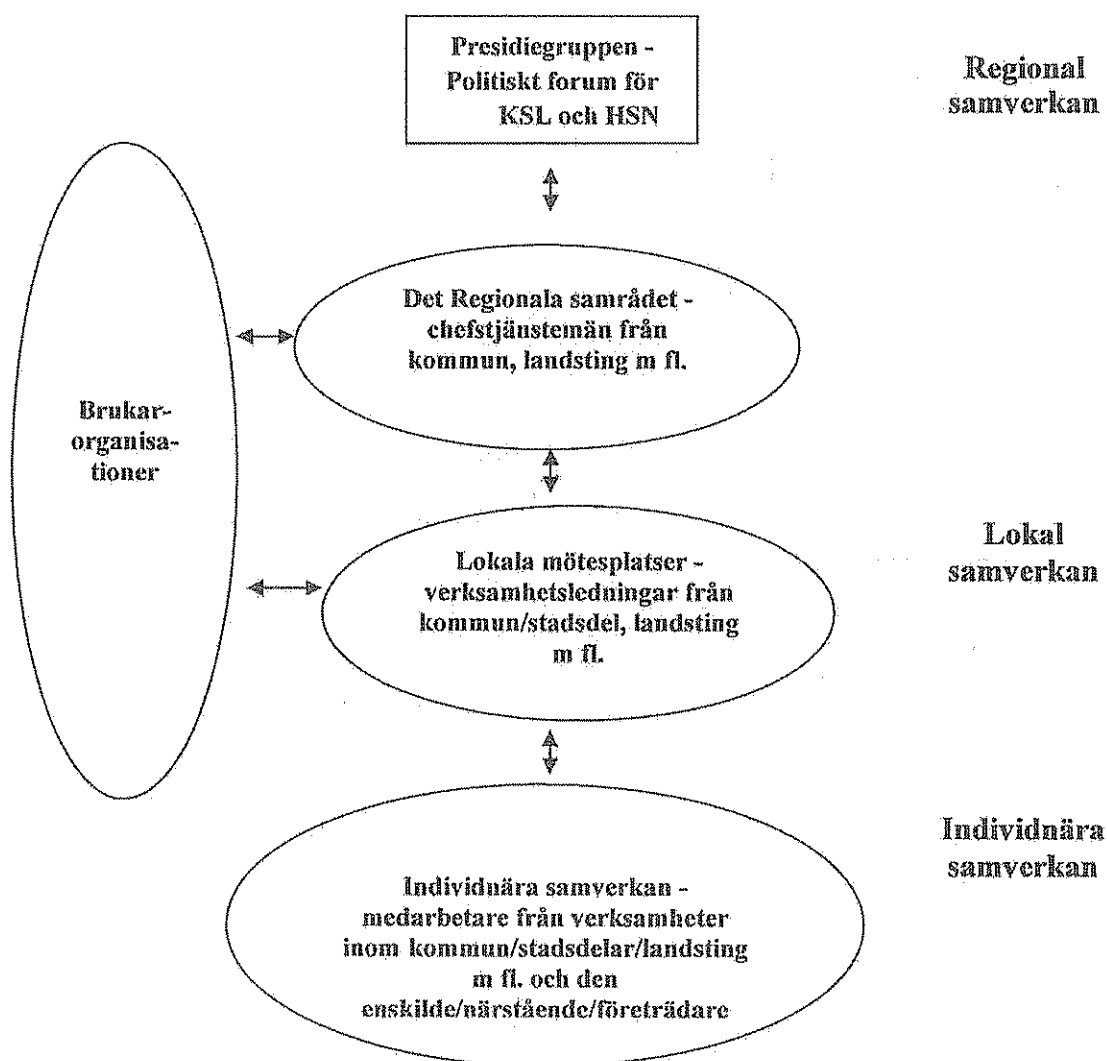 Presidiegruppen -
Politiskt forum för
KSL och HSN
Regional
samverkan
Det Regionala samrådet -
chefstjänstemän från
kommun, landsting m fl.
Brukar-
organisa-
tioner
Lokala mötesplatser -
verksamhetsledningar från
kommun/stadsdel, landsting
m fl.
Lokal
samverkan
Individnära
samverkan
Individnära samverkan -
medarbetare från verksamheter
inom kommun/stadsdelar/landsting
m fl. och den
enskilde/närstående/företrädare